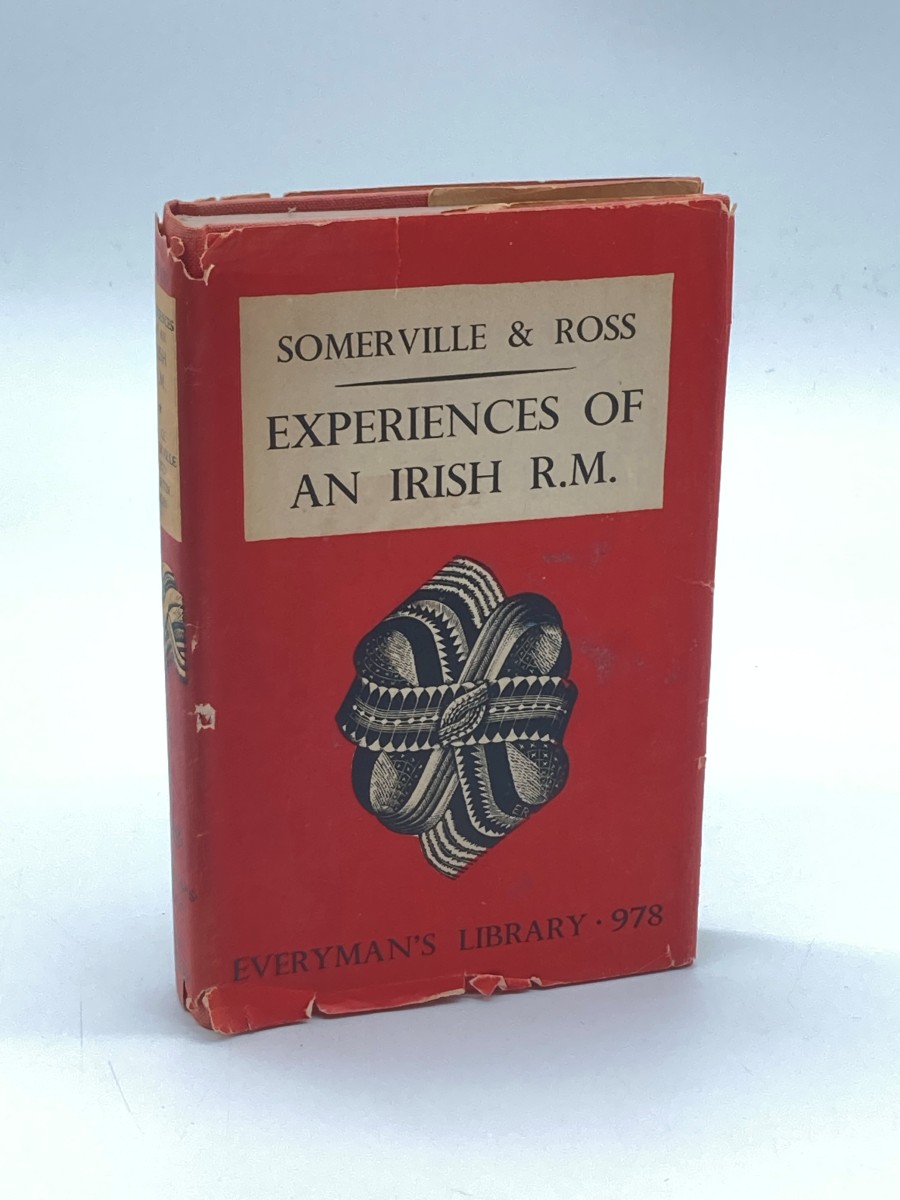 SOMERVILLE & ROSS
EXPERIENCES OF
AN IRISH R.M.
EVERYMAN'S LIBRARY · 978